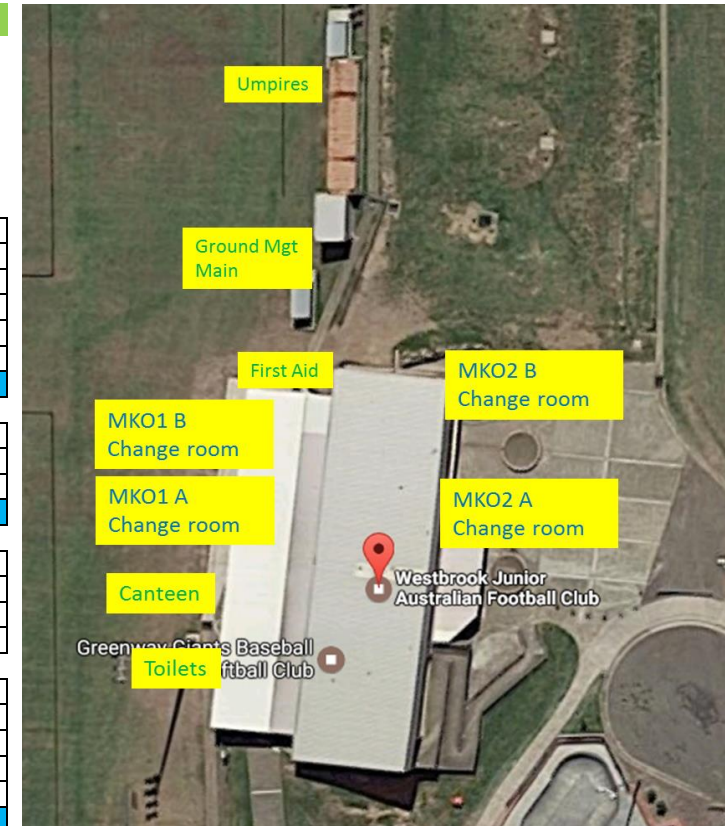 Umpires
Ground Mgt
Main
First Aid
MKO2 B
Change room
MKO1 B
Change room
MKO1 A
Change room
MKO2 A
Change room
Westbrook Junior
Australian Football Club
Canteen
Greenway Giants Baseball
ftball Club
Toilets